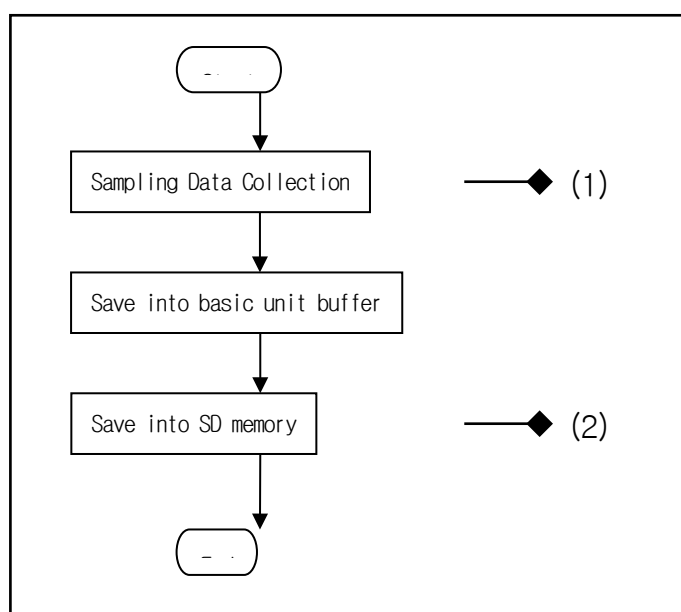 Sampling Data Collection
(1)
Save into basic unit buffer
Save into SD memory
(2)